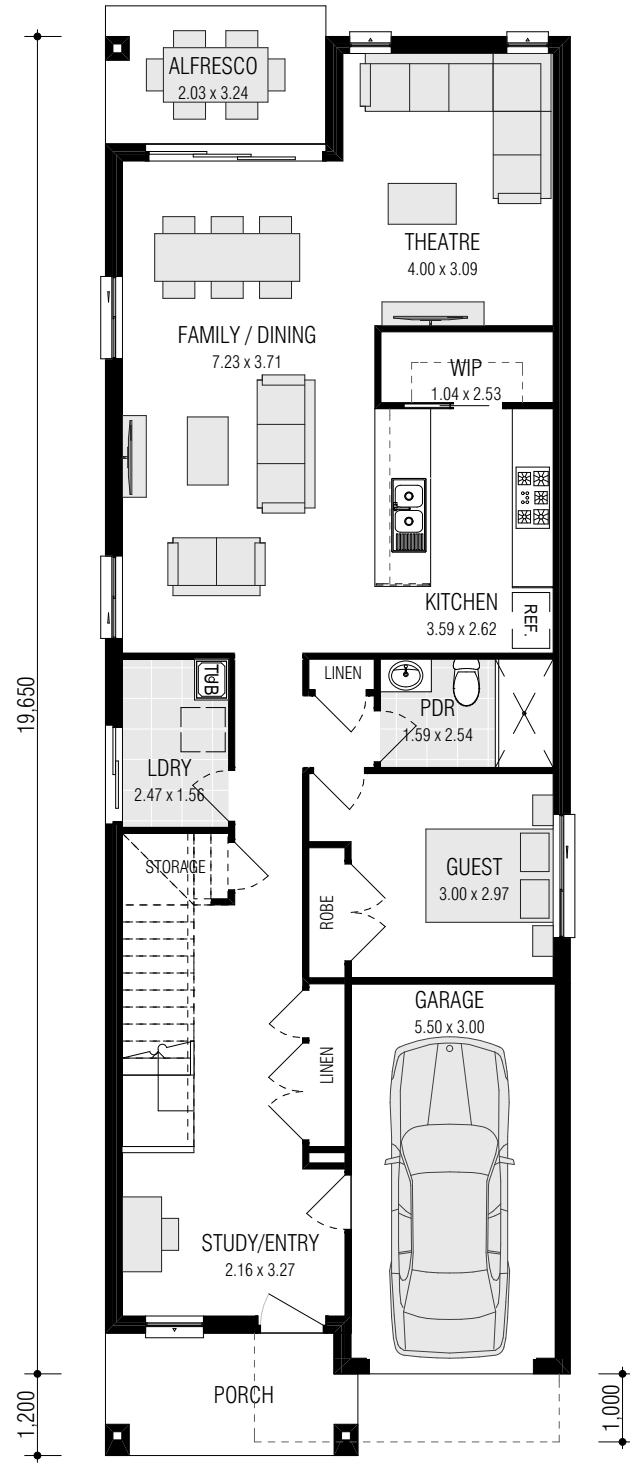 ALFRESCO
2.03 x 3.24
THEATRE
4.00 x 3.09
FAMILY / DINING
7.23 x 3.71
WIP
1.04 x 2.53
KITCHEN
3.59 x 2.62
REF.
19,650
LINEN
TUB
PDR
1.59 x 2.54
LDRY
2.47 x 1.56
STORAGE
GUEST
3.00 x 2.97
ROBE
GARAGE
5.50 x 3.00
LINEN
STUDY/ENTRY
2.16 x 3.27
PORCH
1,200
1,000